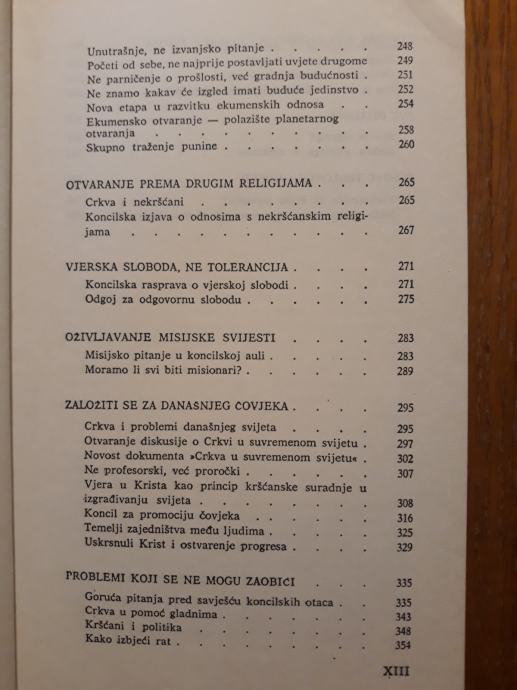 Unutrašnje, ne izvanjsko pitanje . . . . . 248
Početi od sebe, ne najprije postavljati uvjete drugome 249
Ne parničenje o prošlosti, već gradnja budućnosti . 251
Ne znamo kakav će izgled imati buduće jedinstvo . 252
Nova etapa u razvitku ekumenskih odnosa . . 254
Ekumensko otvaranje — polazište planetarnog
otvaranja . . . . . . . . . . 258
Skupno traženje punine . . . . . . . 260
OTVARANJE PREMA DRUGIM RELIGIJAMA . . . 265
Crkva i nekršćani . . . . . . . . 265
Koncilska izjava o odnosima s nekršćanskim religi-
jama . . . . . . . . . . 267
VJERSKA SLOBODA, NE TOLERANCIJA . . . . 271
Koncilska rasprava o vjerskoj slobodi . . . . 271
Odgoj za odgovornu slobodu . . . . . . 275
OŽIVLJAVANJE MISIJSKE SVIJESTI . . . . 283
Misijsko pitanje u koncilskoj auli . . . . . 283
Moramo li svi biti misionari? . . . . . . 289
ZALOŽITI SE ZA DANAŠNJEG ČOVJEKA . . . . 295
Crkva i problemi današnjeg svijeta . . . . 295
Otvaranje diskusije o Crkvi u suvremenom svijetu . 297
Novost dokumenta »Crkva u suvremenom svijetu« . 302
Ne profesorski, već proročki . . . . . . 307
Vjera u Krista kao princip kršćanske suradnje u
izgrađivanju svijeta . . . . . . . . 308
Koncil za promociju čovjeka . . . . . . 316
Temelji zajedništva među ljudima . . . . . 325
Uskrsnuli Krist i ostvarenje progresa . . . . 329
PROBLEMI KOJI SE NE MOGU ZAOBIĆI . . . 335
Goruća pitanja pred savješću koncilskih otaca . . 335
Crkva u pomoć gladnima . . . . . . . 343
Kršćani i politika . . . . . . . . 348
Kako izbjeći rat . . . . . . . . . 354
XIII